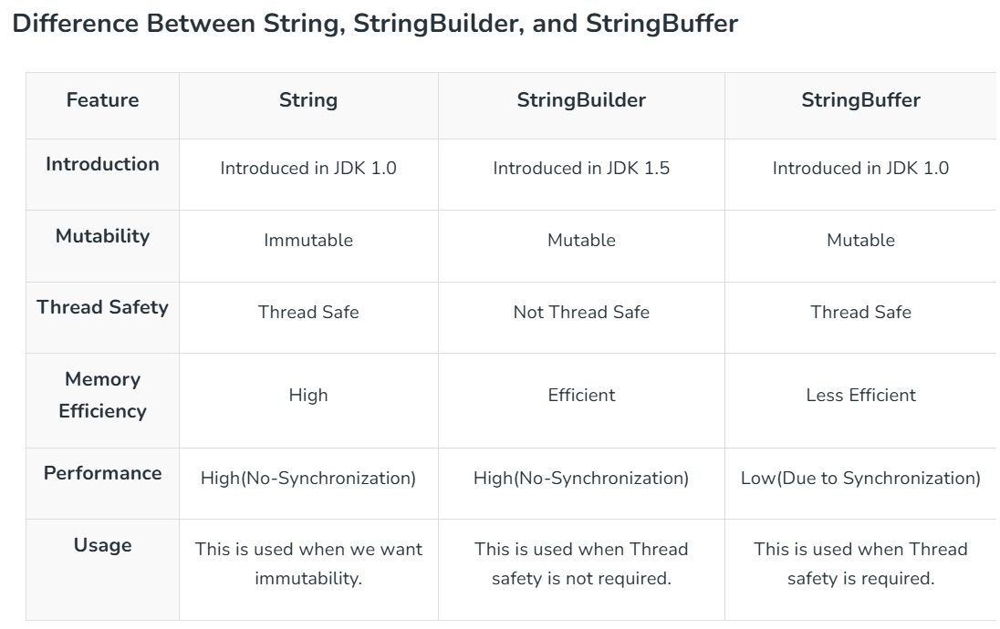 Difference Between String, StringBuilder, and StringBuffer
Feature String StringBuilder StringBuffer
Introduction Introduced in JDK 1.0 Introduced in JDK 1.5 Introduced in JDK 1.0
Mutability Immutable Mutable Mutable
Thread Safety Thread Safe Not Thread Safe Thread Safe
Memory
Efficiency High Efficient Less Efficient
Performance High(No-Synchronization) High(No-Synchronization) Low(Due to Synchronization)
Usage This is used when we want This is used when Thread This is used when Thread
immutability. safety is not required. safety is required.